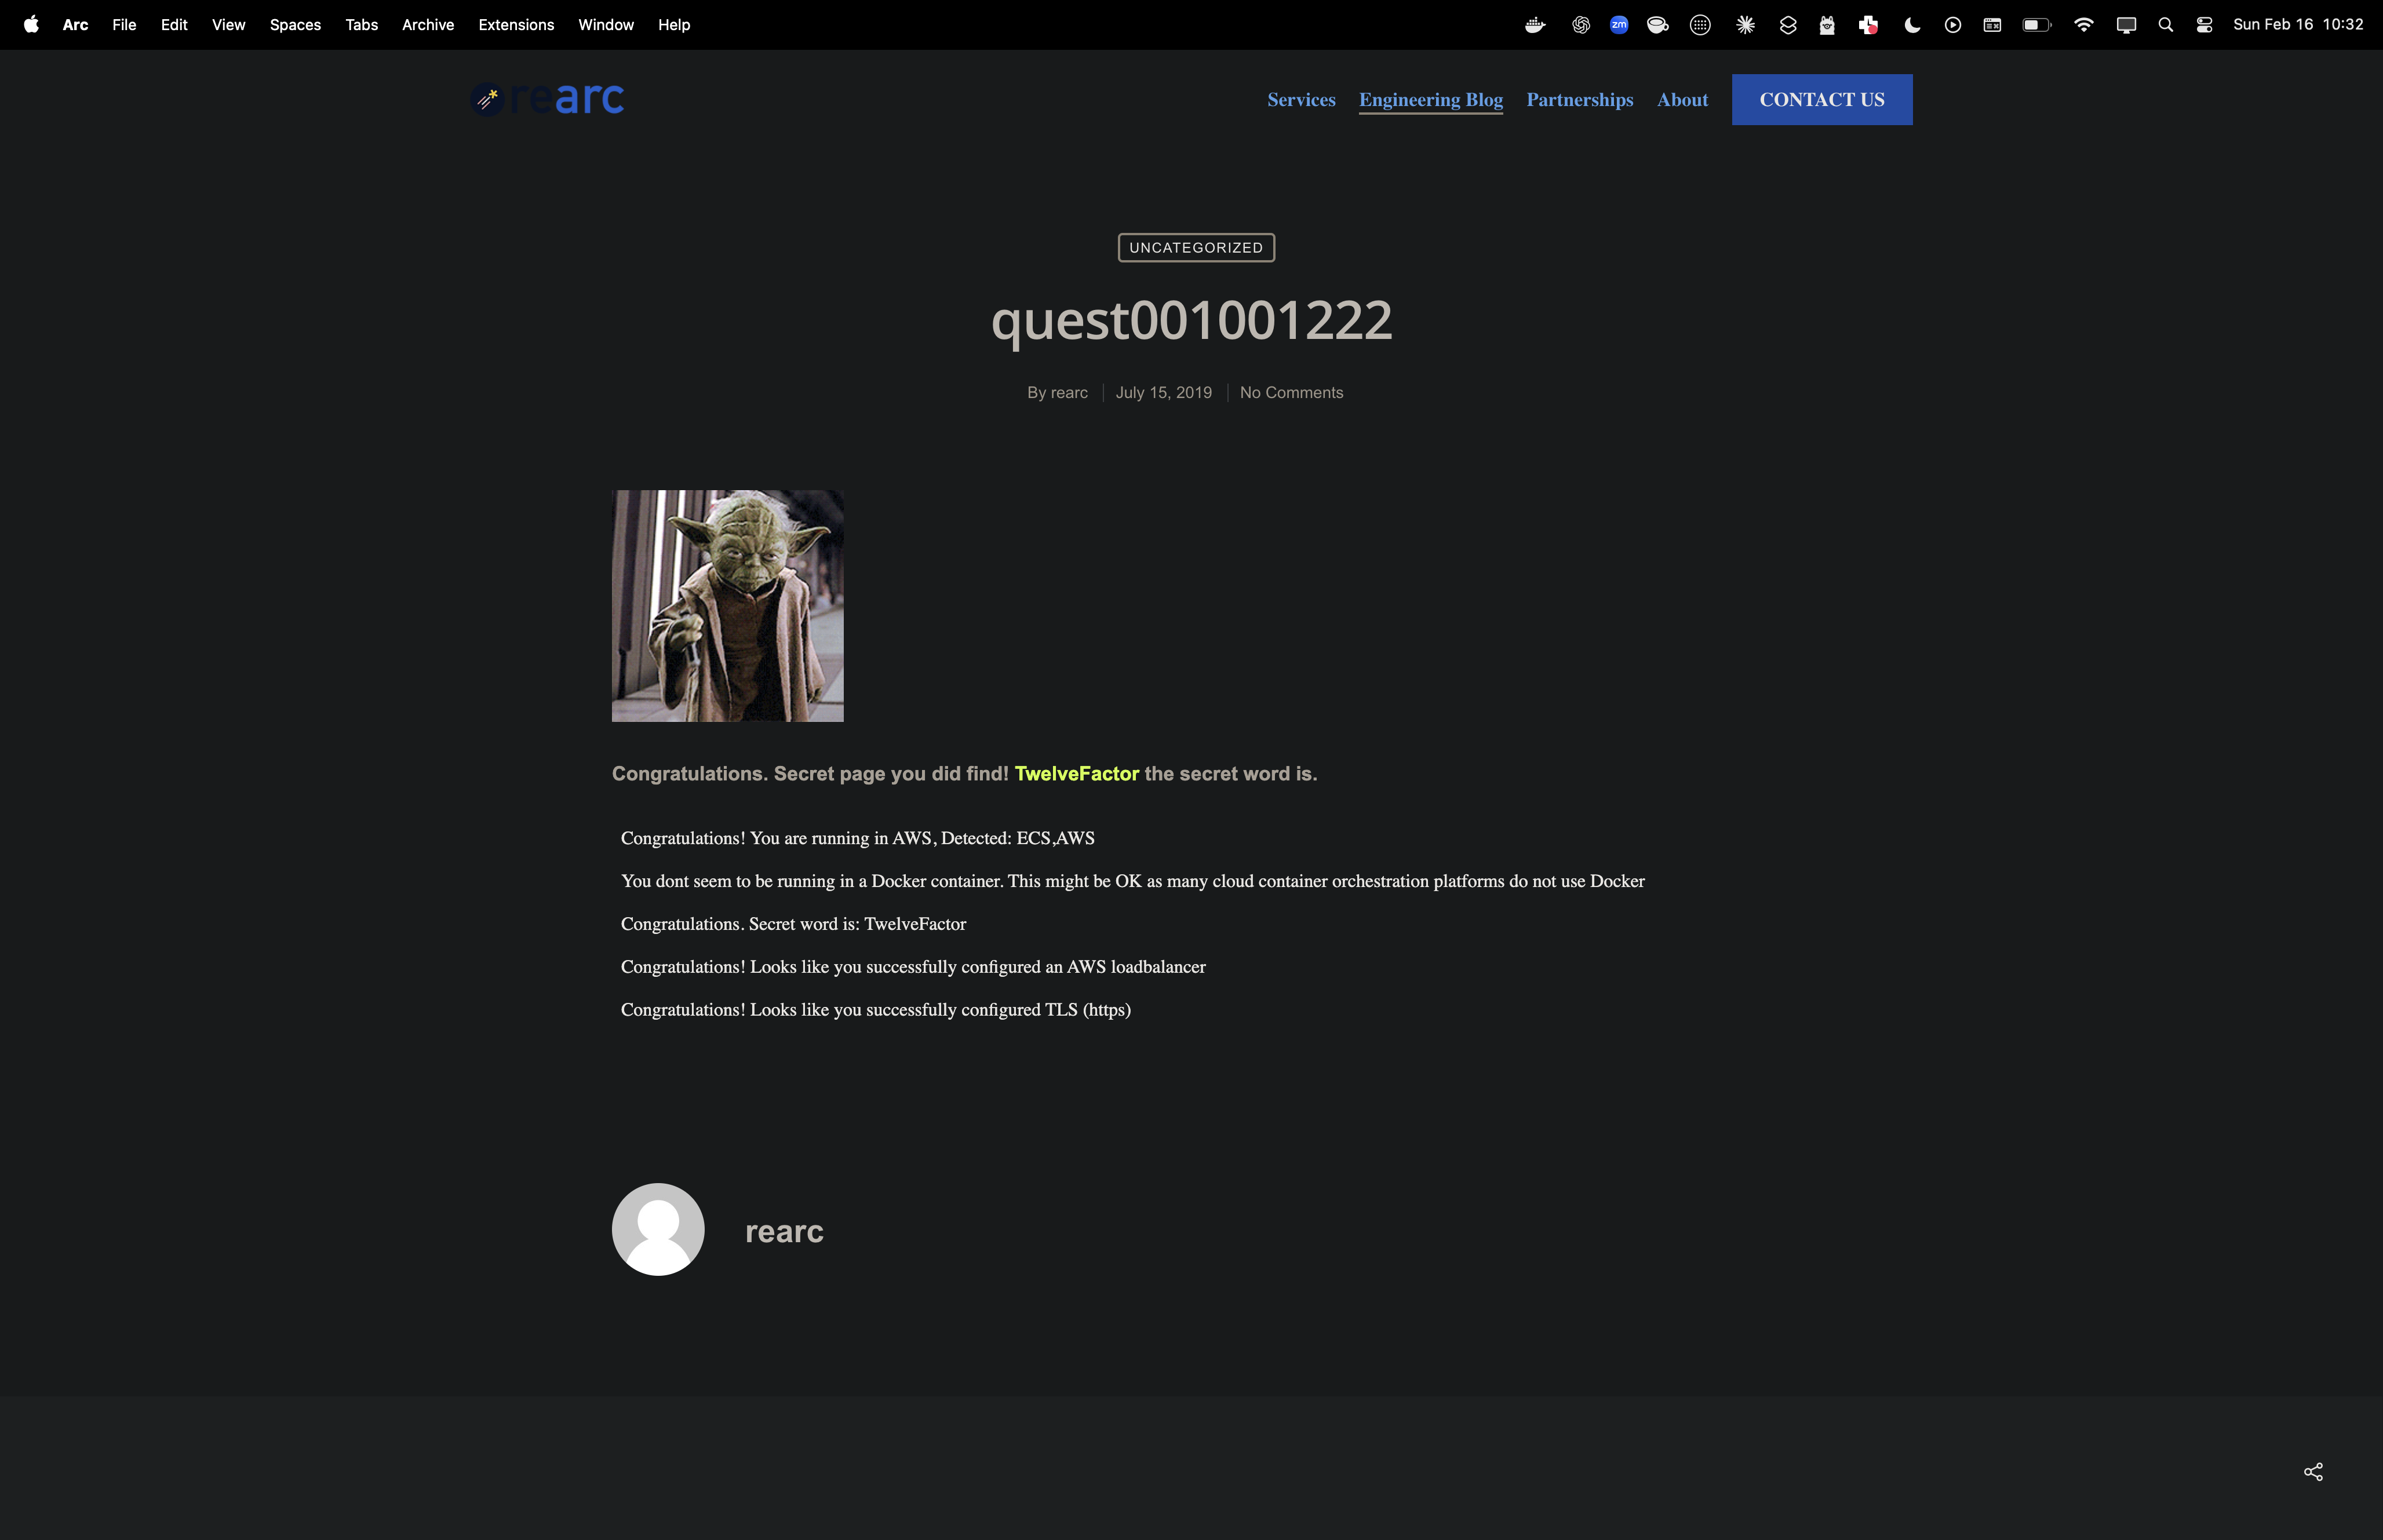 Arc File Edit View Spaces Tabs Archive Extensions Window Help zm Sun Feb 16 10:32
rearc Services Engineering Blog Partnerships About CONTACT US
UNCATEGORIZED
quest001001222
By rearc July 15, 2019 No Comments
Congratulations. Secret page you did find! TwelveFactor the secret word is.
Congratulations! You are running in AWS, Detected: ECS,AWS
You dont seem to be running in a Docker container. This might be OK as many cloud container orchestration platforms do not use Docker
Congratulations. Secret word is: TwelveFactor
Congratulations! Looks like you successfully configured an AWS loadbalancer
Congratulations! Looks like you successfully configured TLS (https)
rearc